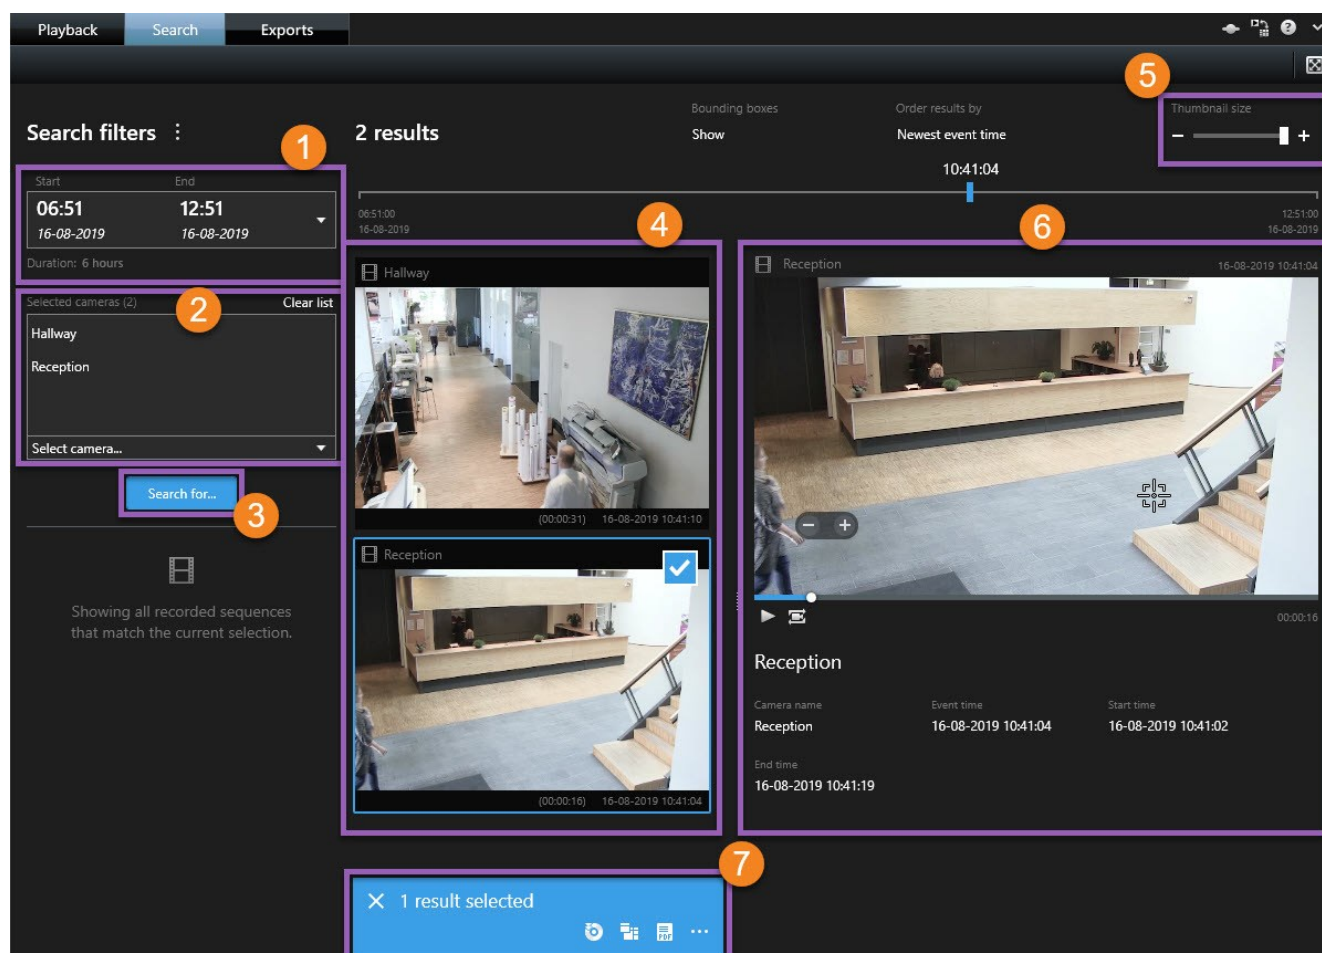 Playback Search Exports
5
Bounding boxes Order results by Thumbnail size
Search filters 1 2 results Show Newest event time − +
10:41:04
Start End
06:51 12:51
16-08-2019 16-08-2019
Duration: 6 hours
06:51:00 12:51:00
16-08-2019 16-08-2019
4 6
Selected cameras (2) 2 Clear list
Hallway
Reception
Select camera...
Search for...
3
Showing all recorded sequences
that match the current selection.
Hallway
(00:00:31) 16-08-2019 10:41:10
Reception
(00:00:16) 16-08-2019 10:41:04
Reception 16-08-2019 10:41:04
− +
00:00:16
Reception
Camera name Event time Start time
Reception 16-08-2019 10:41:04 16-08-2019 10:41:02
End time
16-08-2019 10:41:19
7
1 result selected
PDF